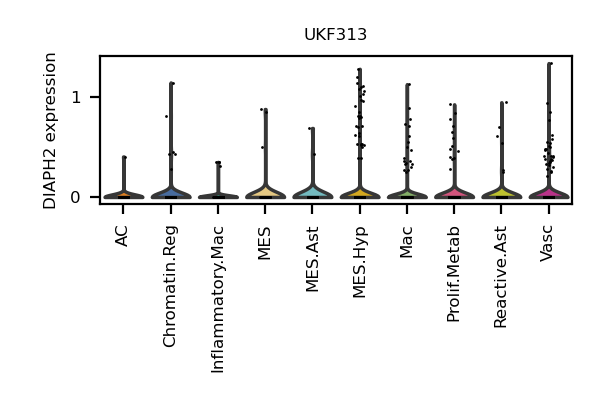 UKF313
DIAPH2 expression
1
0
AC
Chromatin.Reg
Inflammatory.Mac
MES
MES.Ast
MES.Hyp
Mac
Prolif.Metab
Reactive.Ast
Vasc